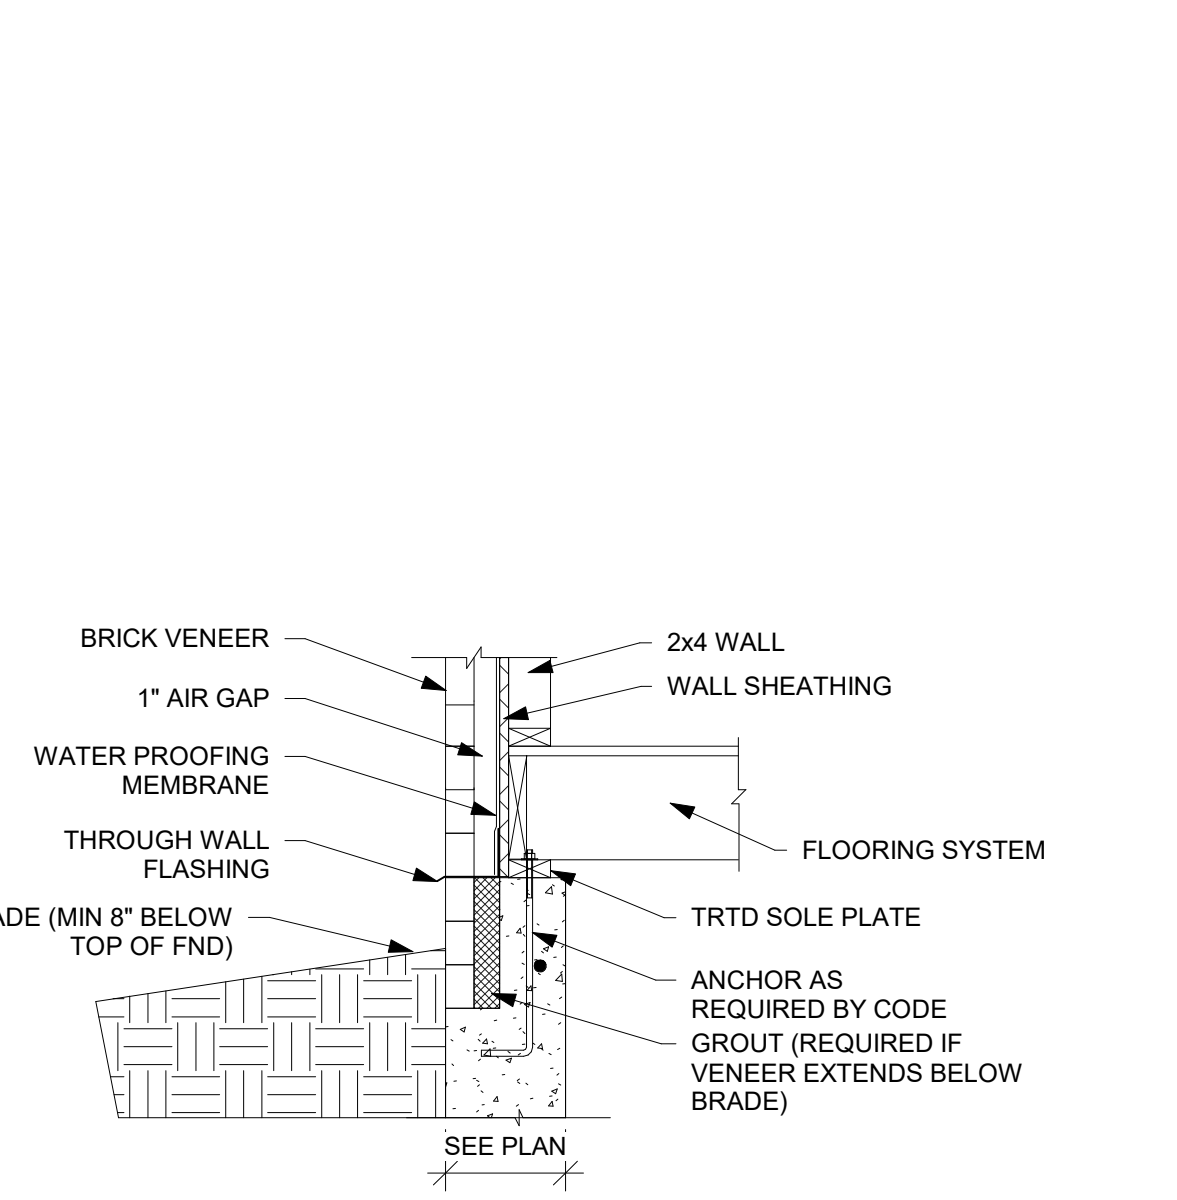 BRICK VENEER
1" AIR GAP
WATER PROOFING
MEMBRANE
THROUGH WALL
FLASHING
ADE (MIN 8" BELOW
TOP OF FND)
2x4 WALL
WALL SHEATHING
FLOORING SYSTEM
TRTD SOLE PLATE
ANCHOR AS
REQUIRED BY CODE
GROUT (REQUIRED IF
VENEER EXTENDS BELOW
BRADE)
SEE PLAN